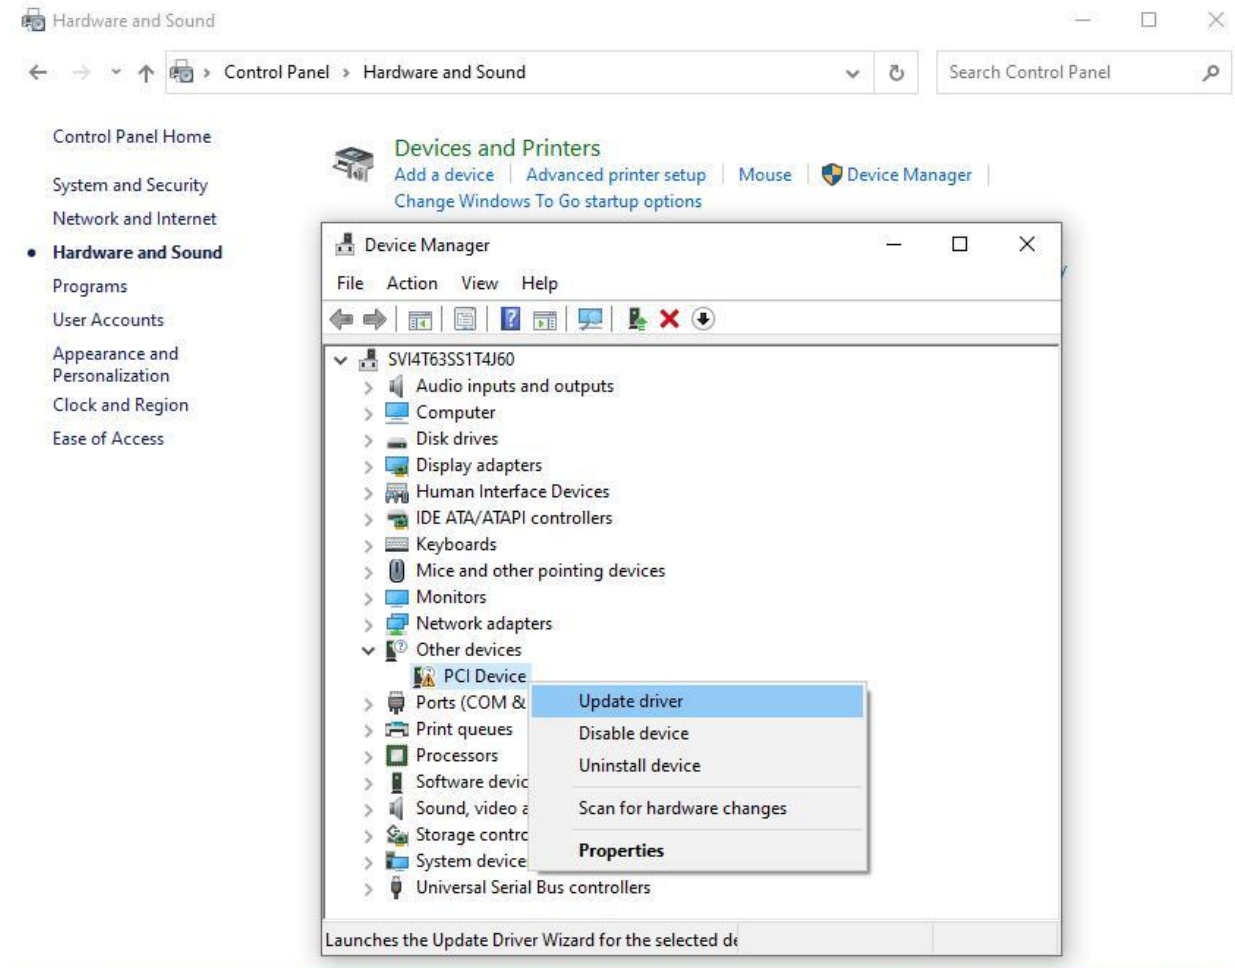 Hardware and Sound
Control Panel > Hardware and Sound
Search Control Panel
Control Panel Home
System and Security
Network and Internet
Hardware and Sound
Programs
User Accounts
Appearance and
Personalization
Clock and Region
Ease of Access
Devices and Printers
Add a device
Advanced printer setup
Mouse
Device Manager
Change Windows To Go startup options
Device Manager
File Action View Help
SVI4T63SS1T4J60
Audio inputs and outputs
Computer
Disk drives
Display adapters
Human Interface Devices
IDE ATA/ATAPI controllers
Keyboards
Mice and other pointing devices
Monitors
Network adapters
Other devices
PCI Device
Ports (COM &
Print queues
Processors
Software devic
Sound, video a
Storage contro
System device
Universal Serial Bus controllers
Update driver
Disable device
Uninstall device
Scan for hardware changes
Properties
Launches the Update Driver Wizard for the selected de